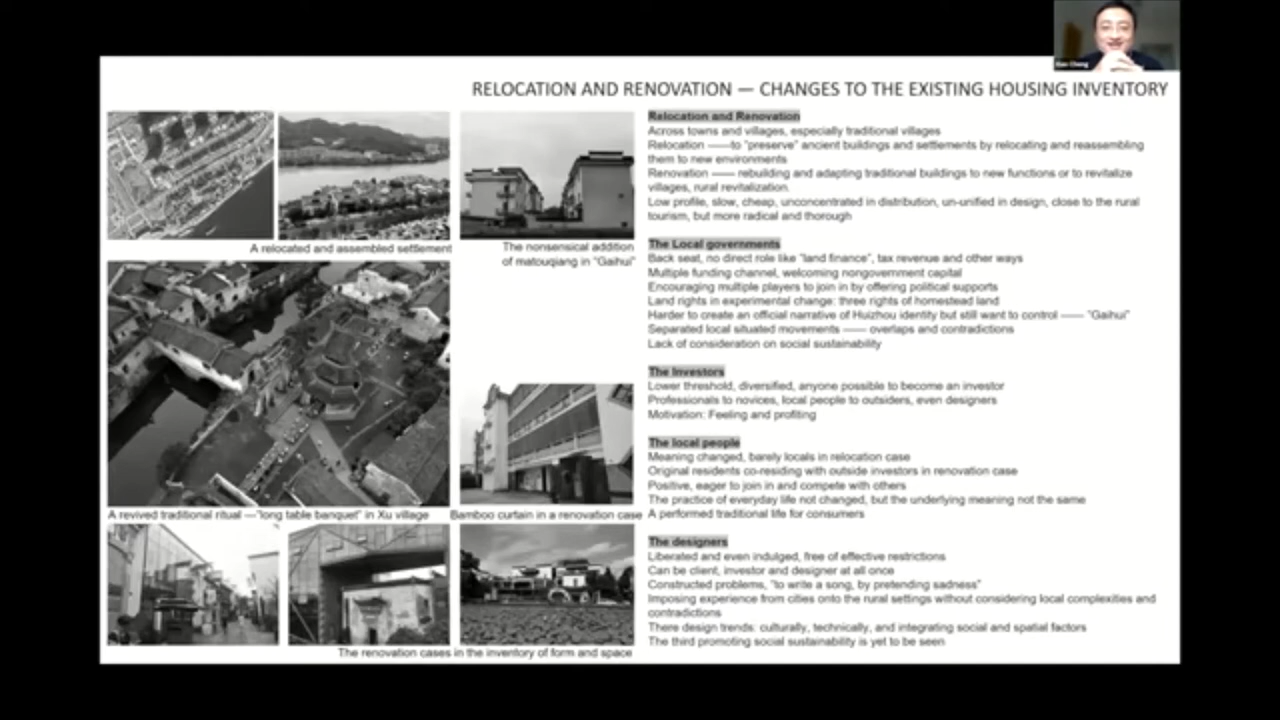 RELOCATION AND RENOVATION — CHANGES TO THE EXISTING HOUSING INVENTORY
A relocated and assembled settlement
The nonsensical addition
of matouqiang in "Gaihui"
A revived traditional ritual —"long table banquet" in Xu village
Bamboo curtain in a renovation case
The renovation cases in the inventory of form and space
Relocation and Renovation
Across towns and villages, especially traditional villages
Relocation ——to "preserve" ancient buildings and settlements by relocating and reassembling
them to new environments
Renovation —— rebuilding and adapting traditional buildings to new functions or to revitalize
villages, rural revitalization.
Low profile, slow, cheap, unconcentrated in distribution, un-unified in design, close to the rural
tourism, but more radical and thorough
The Local governments
Back seat, no direct role like "land finance", tax revenue and other ways
Multiple funding channel, welcoming nongovernment capital
Encouraging multiple players to join in by offering political supports
Land rights in experimental change: three rights of homestead land
Harder to create an official narrative of Huizhou identity but still want to control —— "Gaihui"
Separated local situated movements —— overlaps and contradictions
Lack of consideration on social sustainability
The Investors
Lower threshold, diversified, anyone possible to become an investor
Professionals to novices, local people to outsiders, even designers
Motivation: Feeling and profiting
The local people
Meaning changed, barely locals in relocation case
Original residents co-residing with outside investors in renovation case
Positive, eager to join in and compete with others
The practice of everyday life not changed, but the underlying meaning not the same
A performed traditional life for consumers
The designers
Liberated and even indulged, free of effective restrictions
Can be client, investor and designer at all once
Constructed problems, "to write a song, by pretending sadness"
Imposing experience from cities onto the rural settings without considering local complexities and
contradictions
There design trends: culturally, technically, and integrating social and spatial factors
The third promoting social sustainability is yet to be seen